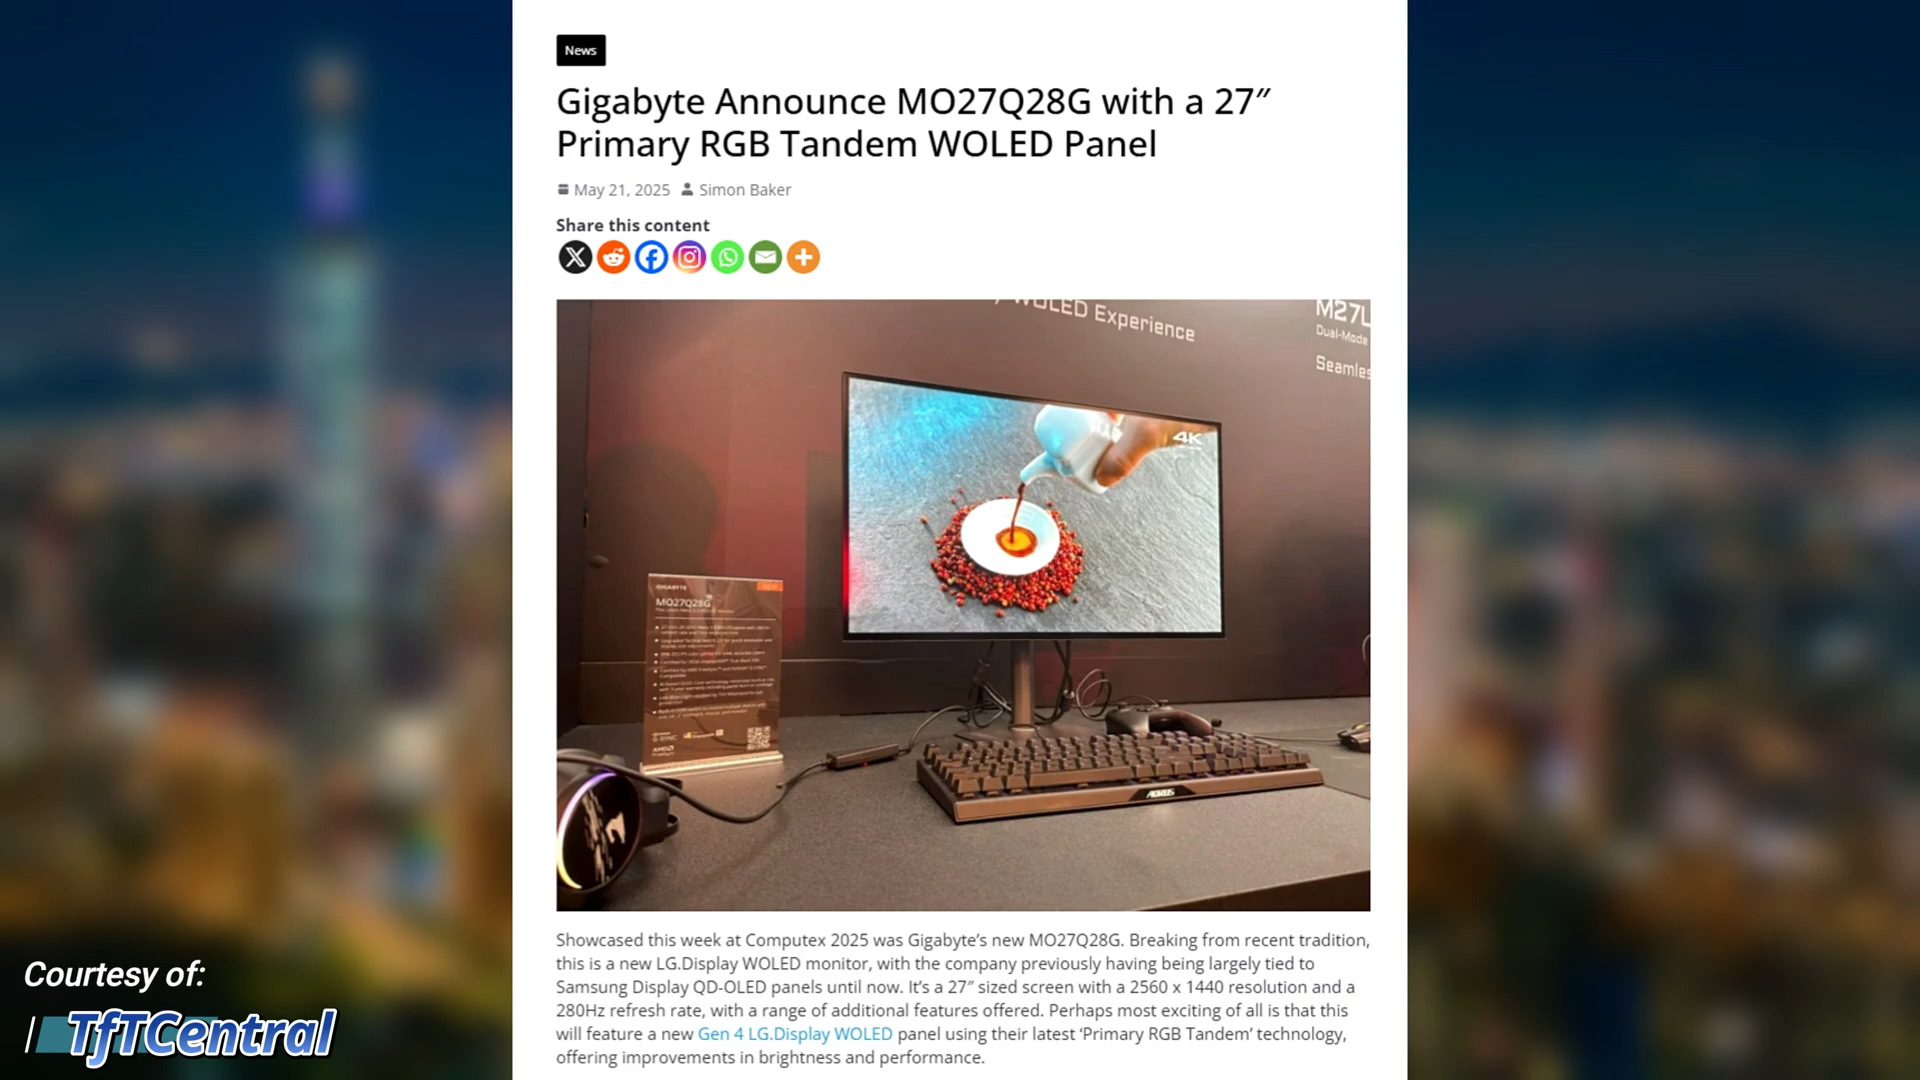 News
Gigabyte Announce MO27Q28G with a 27″
Primary RGB Tandem WOLED Panel
May 21, 2025 Simon Baker
Share this content
WOLED Experience
M27U
Dual-Mode
Seamles
4K
GIGABYTE
MO27Q28G
G-SYNC
AMD
AORUS
Showcased this week at Computex 2025 was Gigabyte’s new MO27Q28G. Breaking from recent tradition,
this is a new LG.Display WOLED monitor, with the company previously having being largely tied to
Samsung Display QD-OLED panels until now. It’s a 27″ sized screen with a 2560 x 1440 resolution and a
280Hz refresh rate, with a range of additional features offered. Perhaps most exciting of all is that this
will feature a new Gen 4 LG.Display WOLED panel using their latest ‘Primary RGB Tandem’ technology,
offering improvements in brightness and performance.
Courtesy of:
TfTCentral